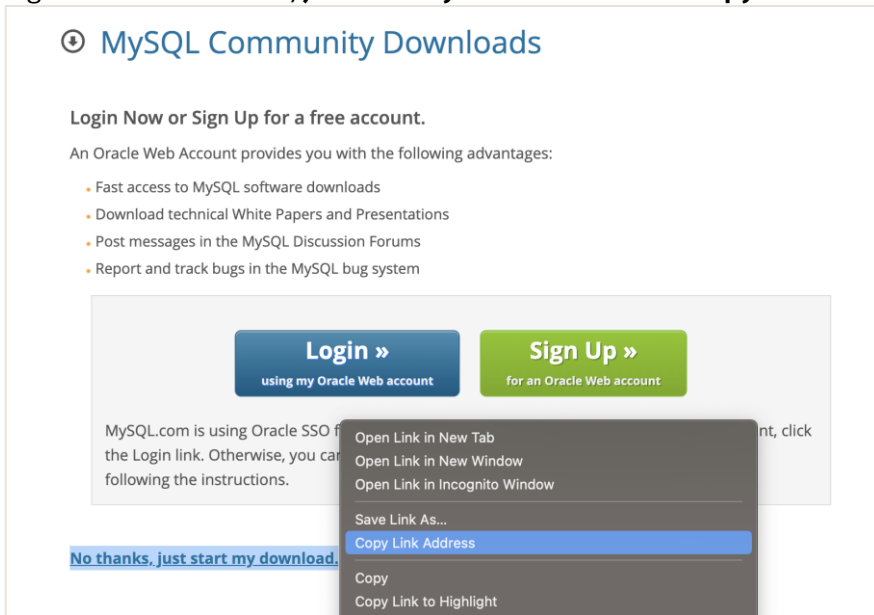 MySQL Community Downloads
Login Now or Sign Up for a free account.
An Oracle Web Account provides you with the following advantages:
Fast access to MySQL software downloads
Download technical White Papers and Presentations
Post messages in the MySQL Discussion Forums
Report and track bugs in the MySQL bug system
Login »
using my Oracle Web account
Sign Up »
for an Oracle Web account
MySQL.com is using Oracle SSO
nt, click
the Login link. Otherwise, you
following the instructions.
Open Link in New Tab
Open Link in New Window
Open Link in Incognito Window
Save Link As...
Copy Link Address
Copy
Copy Link to Highlight
No thanks, just start my download.